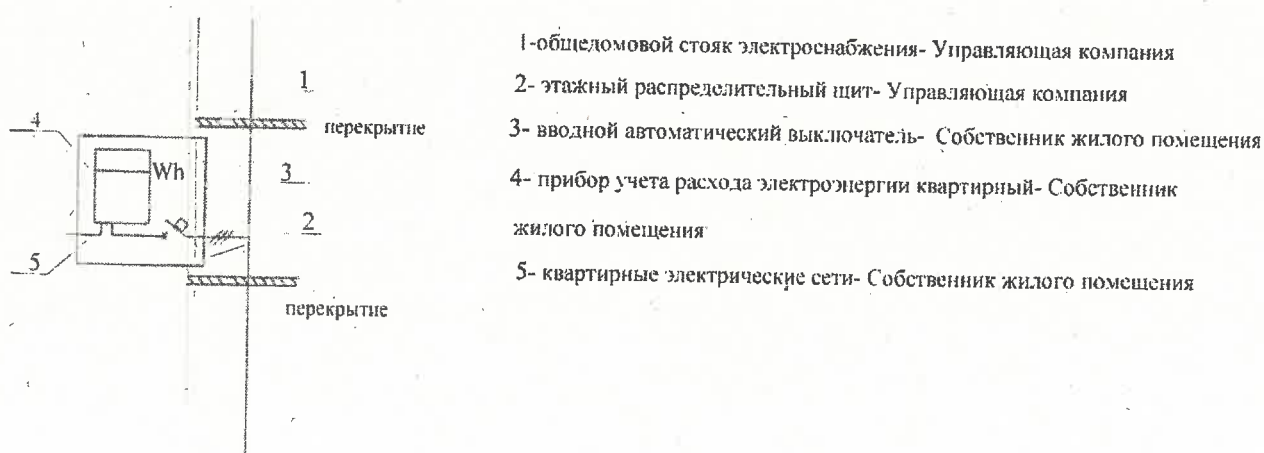 1-общедомовой стояк электроснабжения- Управляющая компания
2- этажный распределительный щит- Управляющая компания
3- вводной автоматический выключатель- Собственник жилого помещения
4- прибор учета расхода электроэнергии квартирный- Собственник
жилого помещения
5- квартирные электрические сети- Собственник жилого помещения
1
4
перекрытие
Wh
3
2
5
перекрытие